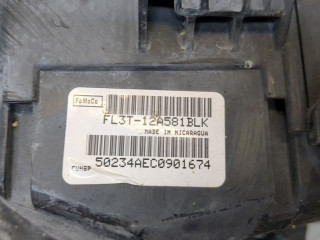 FoMoCo
FL3T-12A581BLK
MADE IN NICARAGUA
50234AEC0901674